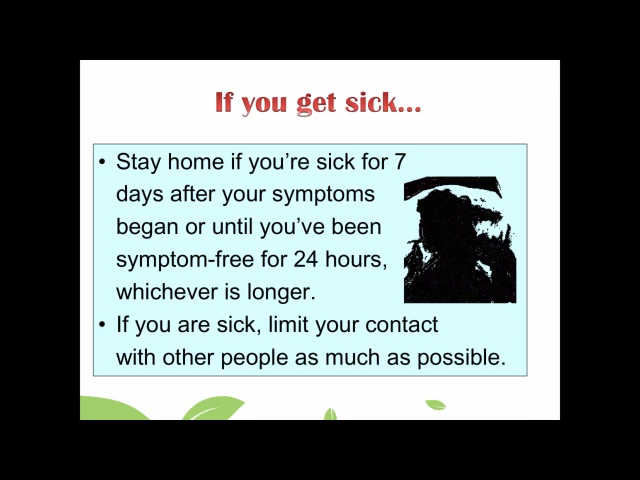 If you get sick...
• Stay home if you’re sick for 7
days after your symptoms
began or until you’ve been
symptom-free for 24 hours,
whichever is longer.
• If you are sick, limit your contact
with other people as much as possible.